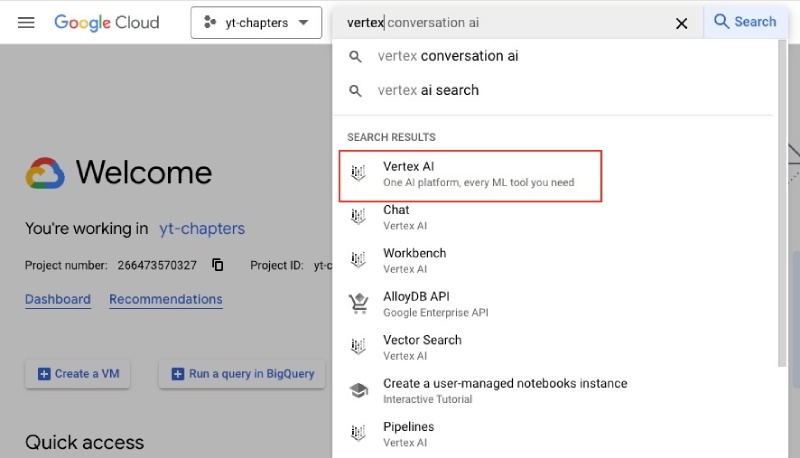 Google Cloud
yt-chapters
vertex conversation ai
Search
vertex conversation ai
vertex ai search
SEARCH RESULTS
Vertex AI
One AI platform, every ML tool you need
Chat
Vertex AI
Workbench
Vertex AI
AlloyDB API
Google Enterprise API
Vector Search
Vertex AI
Create a user-managed notebooks instance
Interactive Tutorial
Pipelines
Vertex AI
Welcome
You're working in yt-chapters
Project number: 266473570327 Project ID: yt-c
Dashboard Recommendations
Create a VM Run a query in BigQuery
Quick access